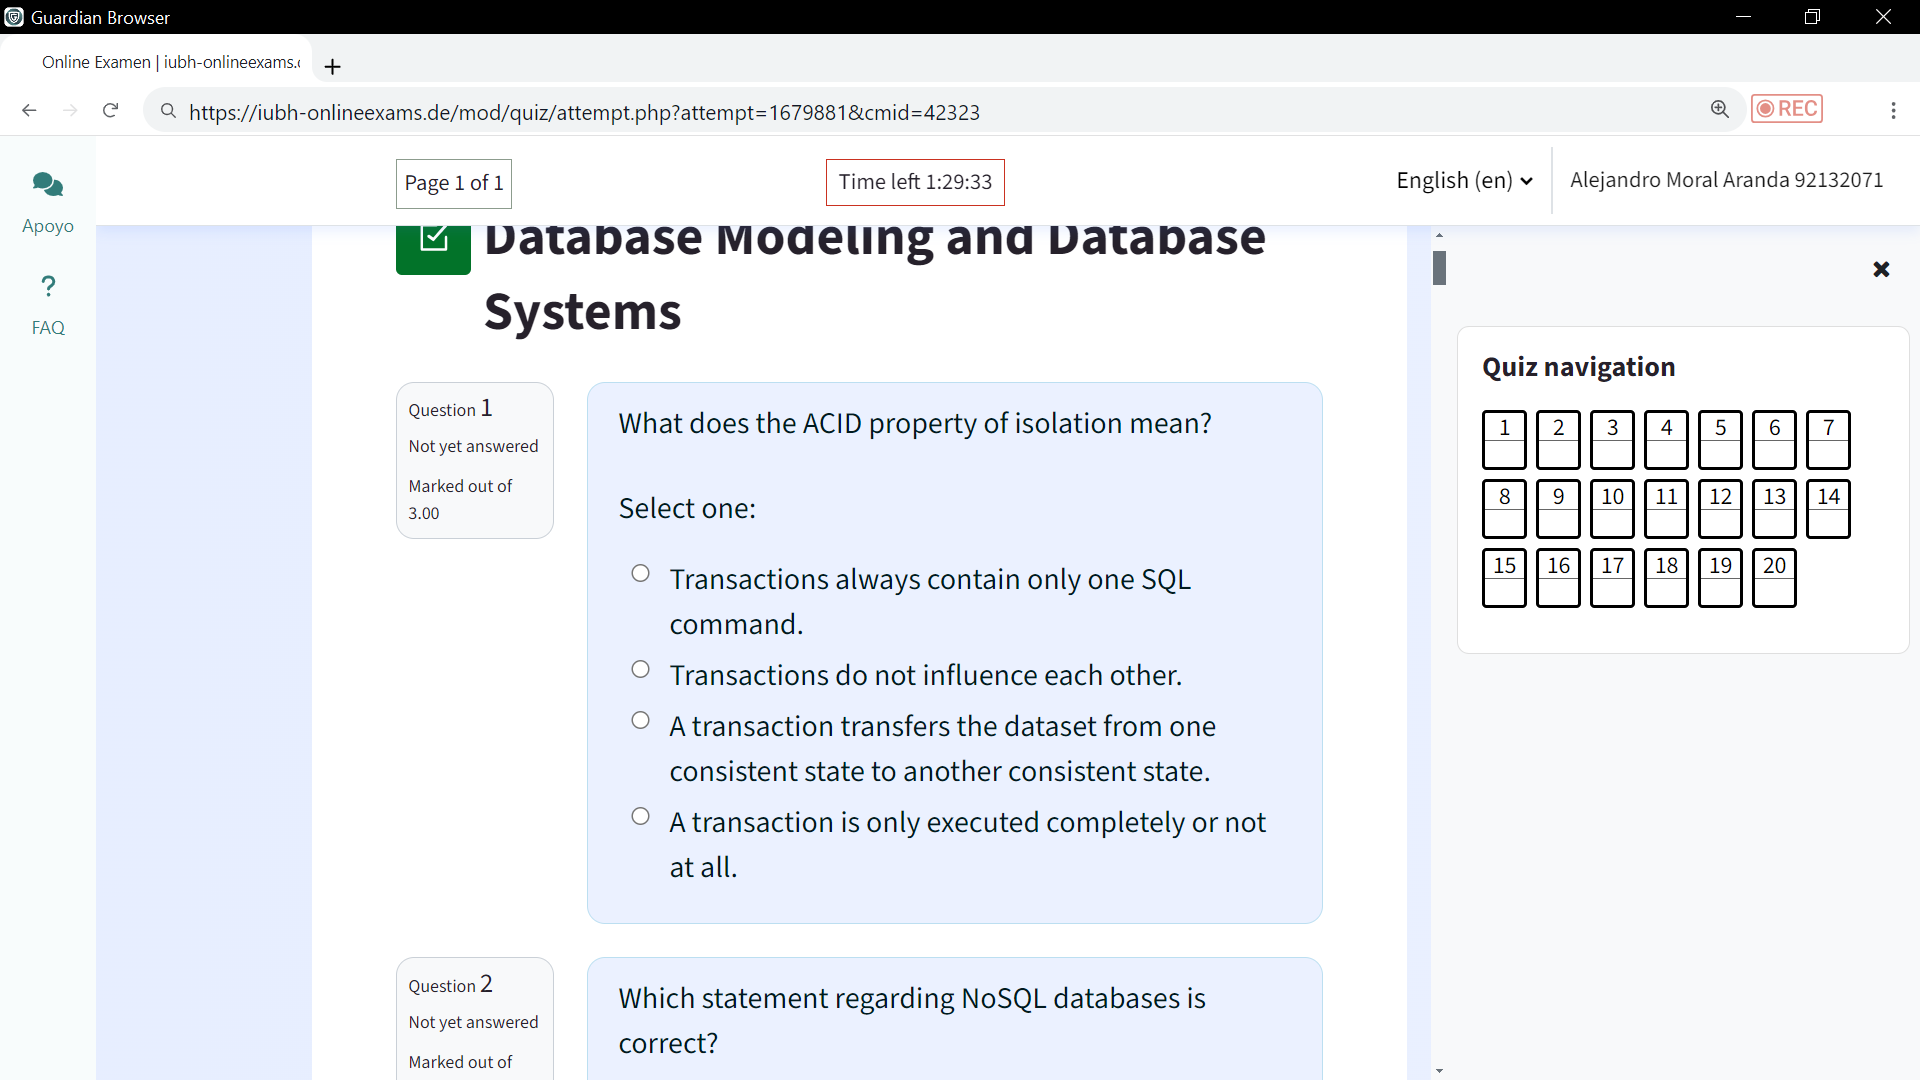 Guardian Browser
Online Examen | iubh-onlineexams.
https://iubh-onlineexams.de/mod/quiz/attempt.php?attempt=1679881&cmid=42323
REC
Page 1 of 1
Time left 1:29:33
English (en)
Alejandro Moral Aranda 92132071
Apoyo
FAQ
Database Modeling and Database
Systems
Question 1
Not yet answered
Marked out of
3.00
What does the ACID property of isolation mean?
Select one:
Transactions always contain only one SQL
command.
Transactions do not influence each other.
A transaction transfers the dataset from one
consistent state to another consistent state.
A transaction is only executed completely or not
at all.
Question 2
Not yet answered
Marked out of
Which statement regarding NoSQL databases is
correct?
Quiz navigation
1 2 3 4 5 6 7
8 9 10 11 12 13 14
15 16 17 18 19 20